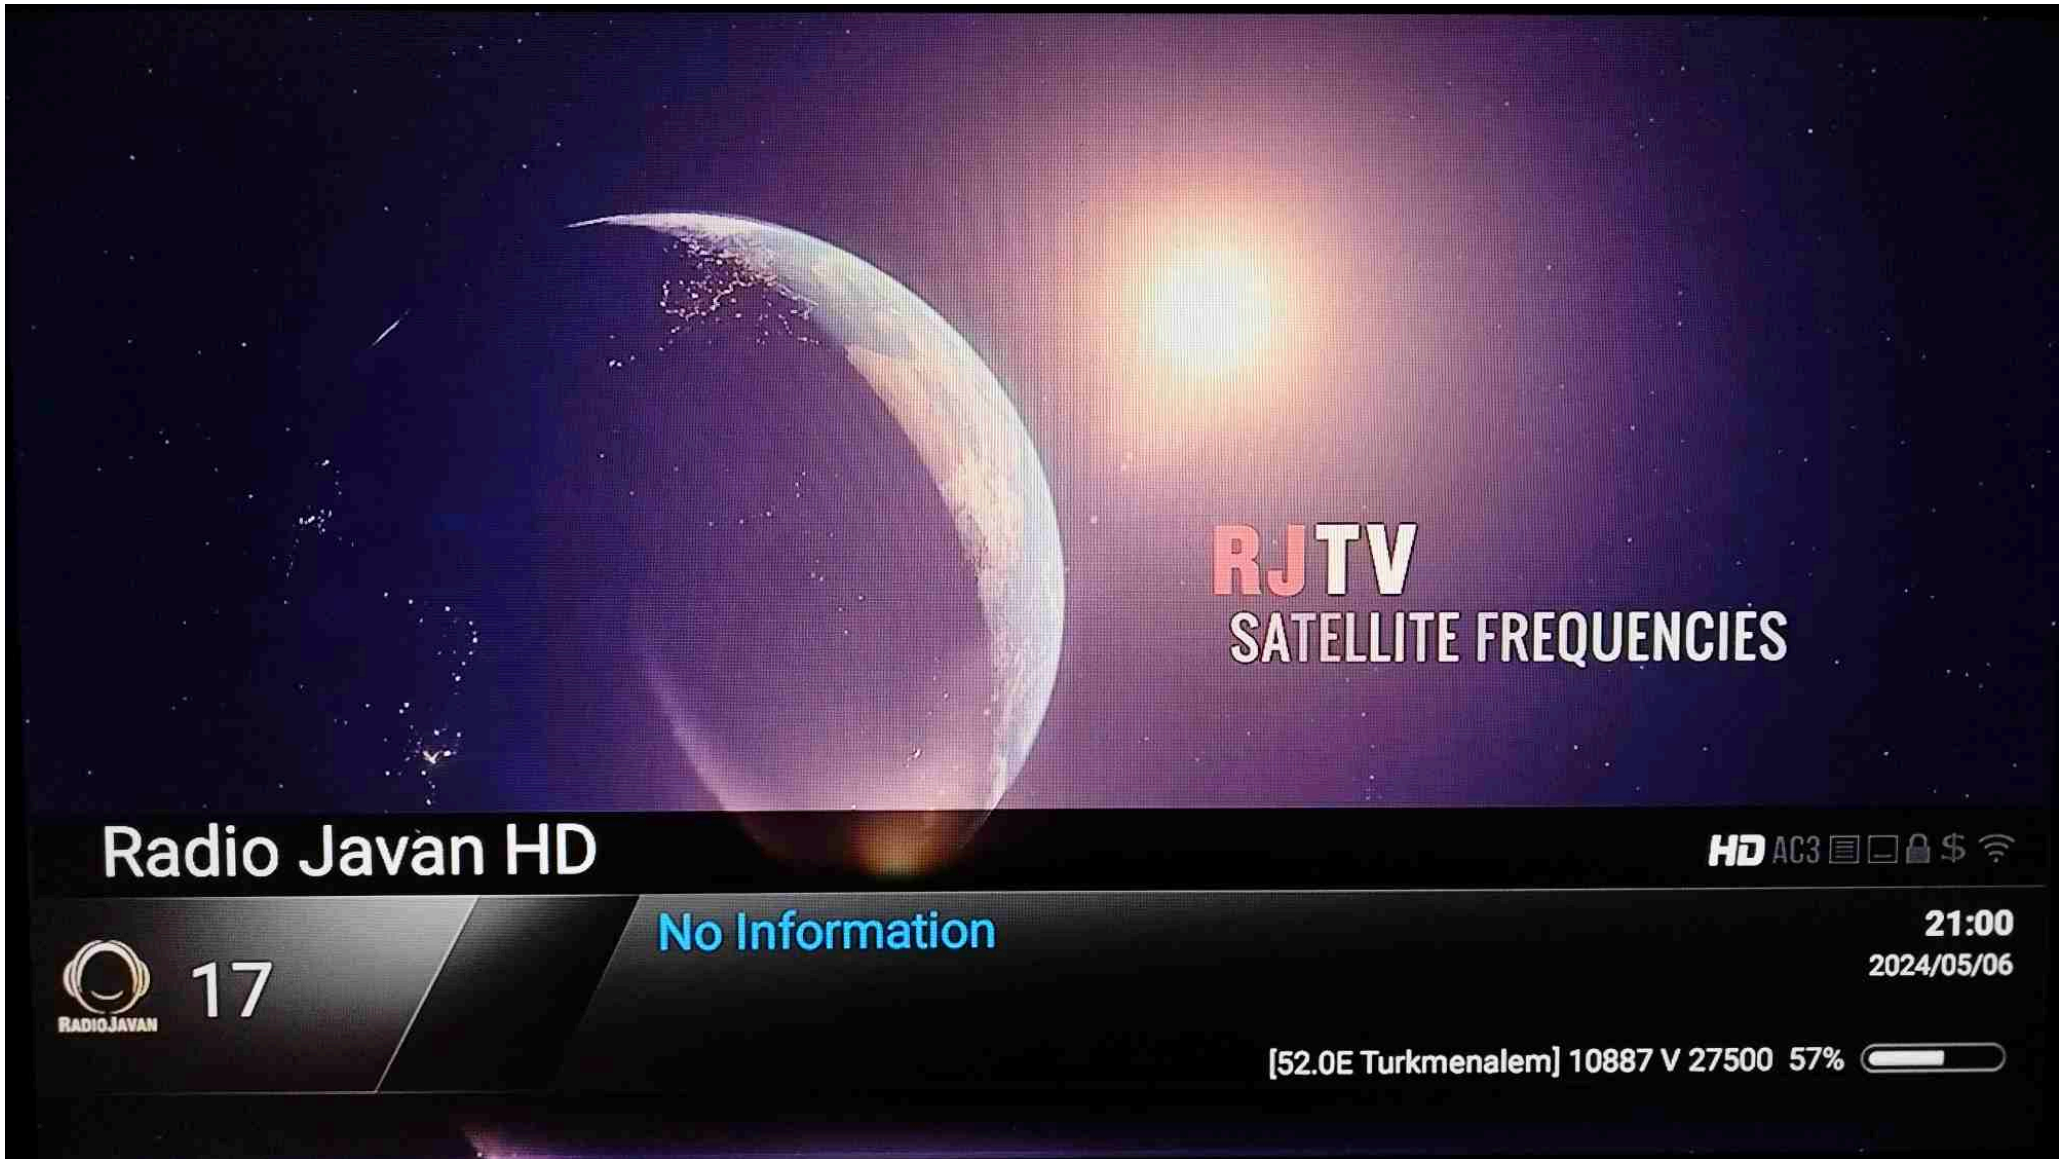 RJTV
SATELLITE FREQUENCIES
Radio Javan HD
HD AC3 $
RADIOJAVAN
17
No Information
21:00
2024/05/06
[52.0E Turkmenalem] 10887 V 27500 57%